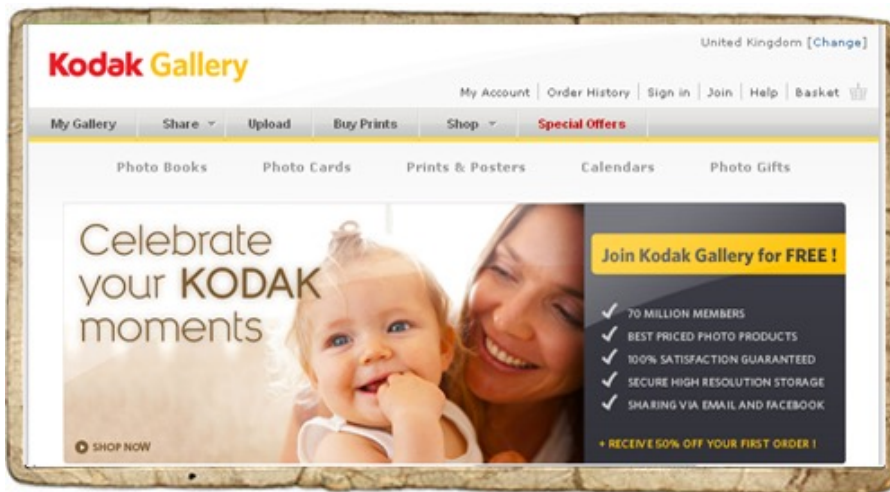 United Kingdom [Change]
Kodak Gallery
My Account | Order History | Sign in | Join | Help | Basket
My Gallery Share Upload Buy Prints Shop Special Offers
Photo Books Photo Cards Prints & Posters Calendars Photo Gifts
Celebrate
your KODAK
moments
SHOP NOW
Join Kodak Gallery for FREE !
70 MILLION MEMBERS
BEST PRICED PHOTO PRODUCTS
100% SATISFACTION GUARANTEED
SECURE HIGH RESOLUTION STORAGE
SHARING VIA EMAIL AND FACEBOOK
+ RECEIVE 50% OFF YOUR FIRST ORDER !